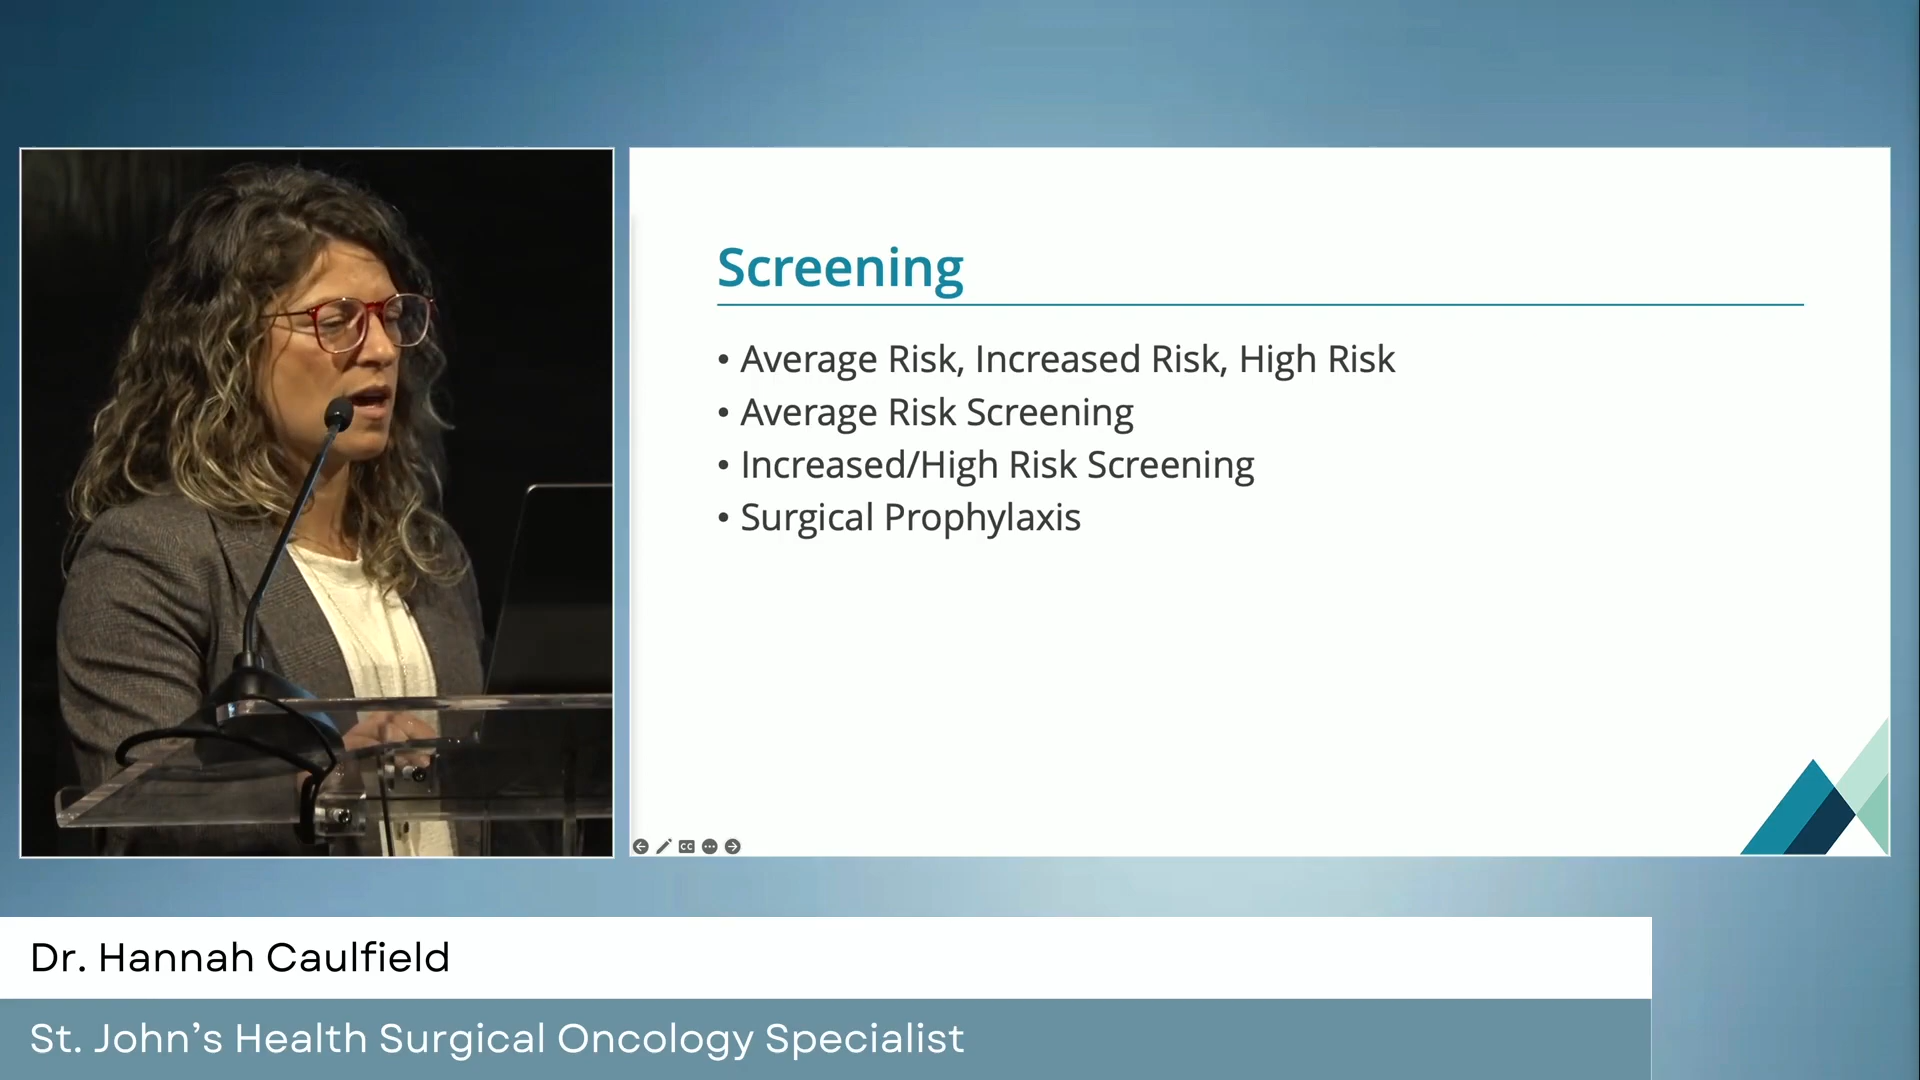 Screening
• Average Risk, Increased Risk, High Risk
• Average Risk Screening
• Increased/High Risk Screening
• Surgical Prophylaxis
CC
Dr. Hannah Caulfield
St. John’s Health Surgical Oncology Specialist